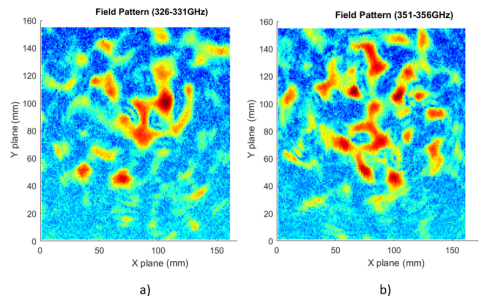 Field Pattern (326-331GHz)
160
140
120
100
80
60
40
20
0
Y plane (mm)
0 50 100 150
X plane (mm)
a)
Field Pattern (351-356GHz)
160
140
120
100
80
60
40
20
0
Y plane (mm)
0 50 100 150
X plane (mm)
b)